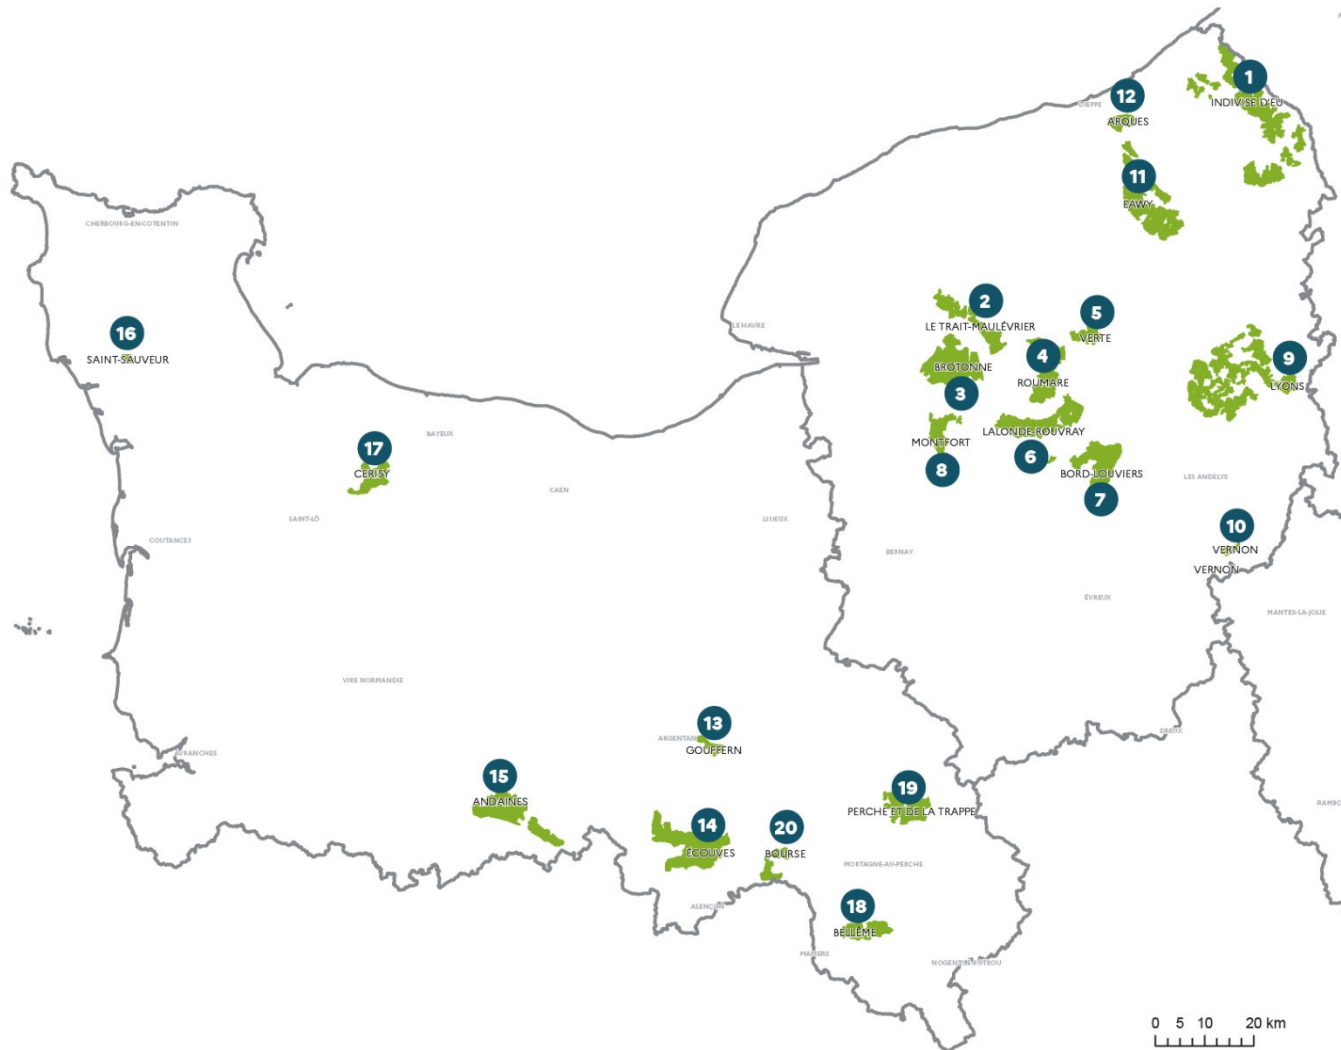 1
INDIVISE D'EU
12
DIEPPE
ARQUES
11
EAWY
CHERBOURG-EN-COTENTIN
2
LE TRAIT-MAULÉVRIER
5
VERTE
LE HAVRE
16
SAINT-SAUVEUR
4
ROUMARE
BROTONNE
3
9
LYONS
LALONDE-ROUVRAY
6
MONTFORT
8
BORD-LOUVIERS
7
BAYEUX
17
CERISY
LES ANDELYS
CAEN
SAINT-LÔ
LISIEUX
COUTANCES
10
VERNON
VERNON
BERNAY
ÉVREUX
MANTES-LA-JOLIE
VIRE NORMANDIE
13
ARGENTAN
GOUFFERN
DREUX
AVRANCHES
15
ANDAINES
19
PERCHE ET DE LA TRAPPE
RAMBO
14
ÉCOUVES
20
BOURSE
MORTAGNE-AU-PERCHE
ALENÇON
18
BELLÊME
MAMERS
NOGENT-LE-ROTROU
0 5 10 20 km